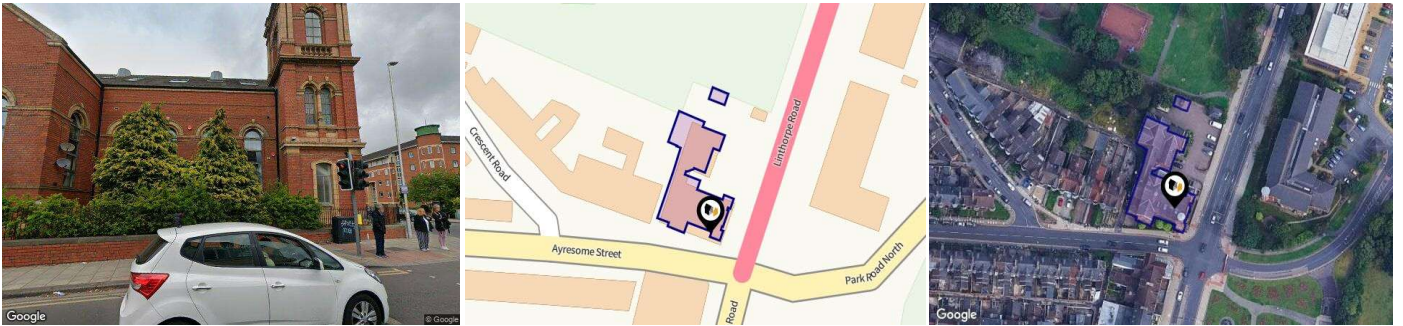 Google
© Google
Crescent Road
Linthorpe Road
Ayresome Street
Park Road North
Road
Google